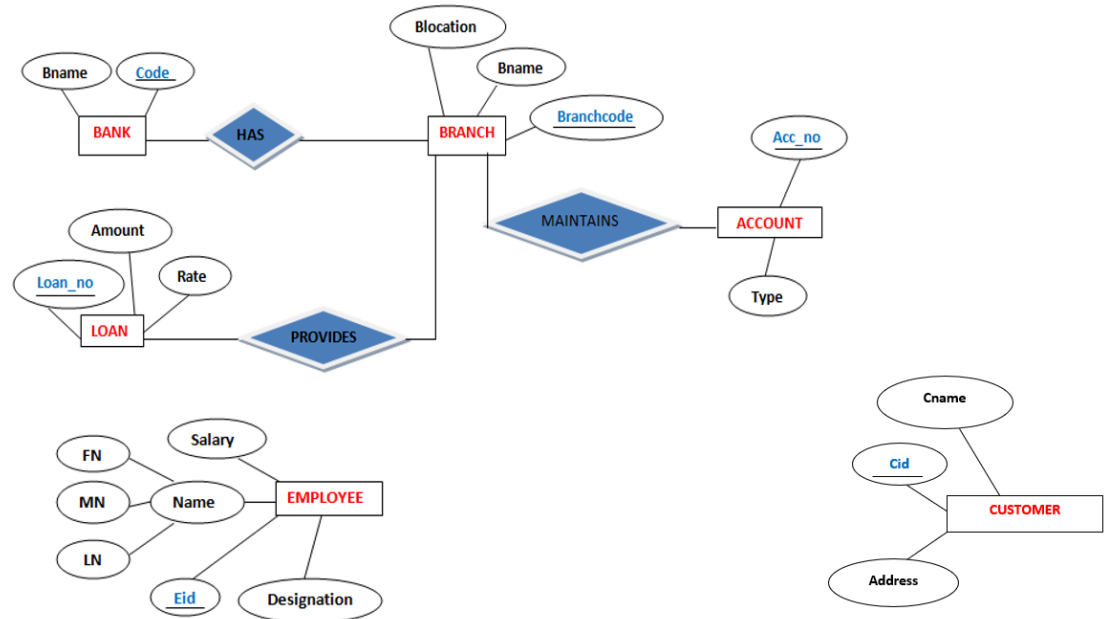 Blocation
Bname
Code
Bname
BANK
HAS
BRANCH
Branchcode
Acc_no
MAINTAINS
ACCOUNT
Amount
Loan_no
Rate
Type
LOAN
PROVIDES
Cname
Salary
FN
Cid
MN
Name
EMPLOYEE
CUSTOMER
LN
Address
Eid
Designation